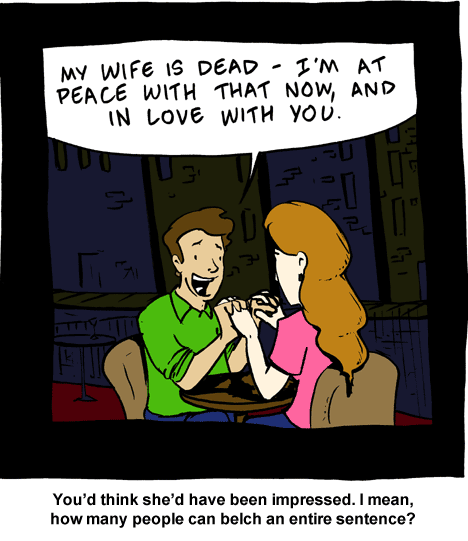 MY WIFE IS DEAD - I'M AT
PEACE WITH THAT NOW, AND
IN LOVE WITH YOU.
You'd think she'd have been impressed. I mean,
how many people can belch an entire sentence?